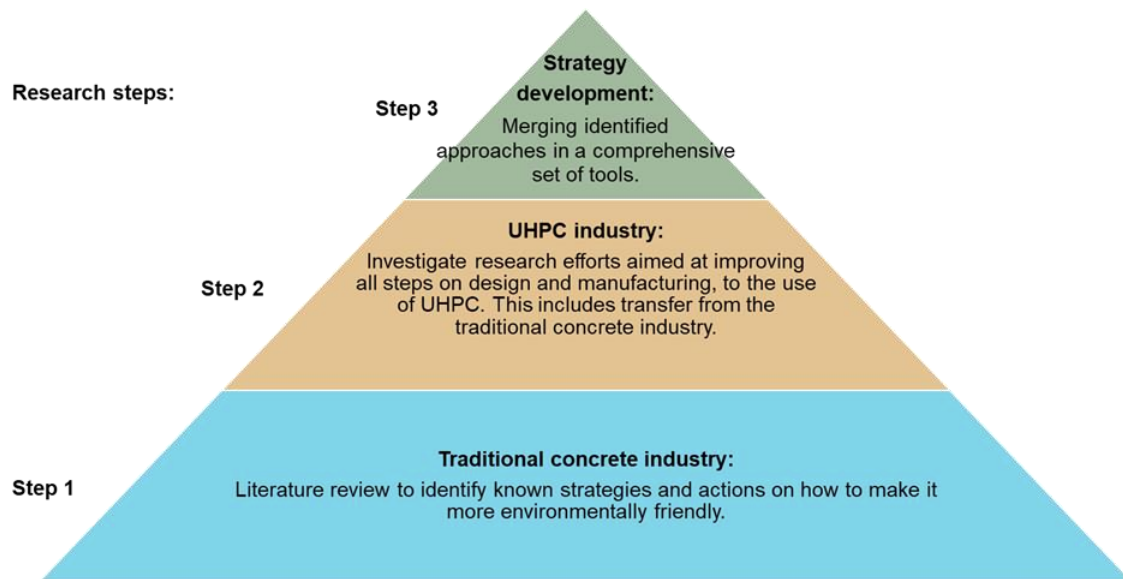 Research steps:
Step 3
Strategy
development:
Merging identified
approaches in a comprehensive
set of tools.
Step 2
UHPC industry:
Investigate research efforts aimed at improving
all steps on design and manufacturing, to the use
of UHPC. This includes transfer from the
traditional concrete industry.
Step 1
Traditional concrete industry:
Literature review to identify known strategies and actions on how to make it
more environmentally friendly.